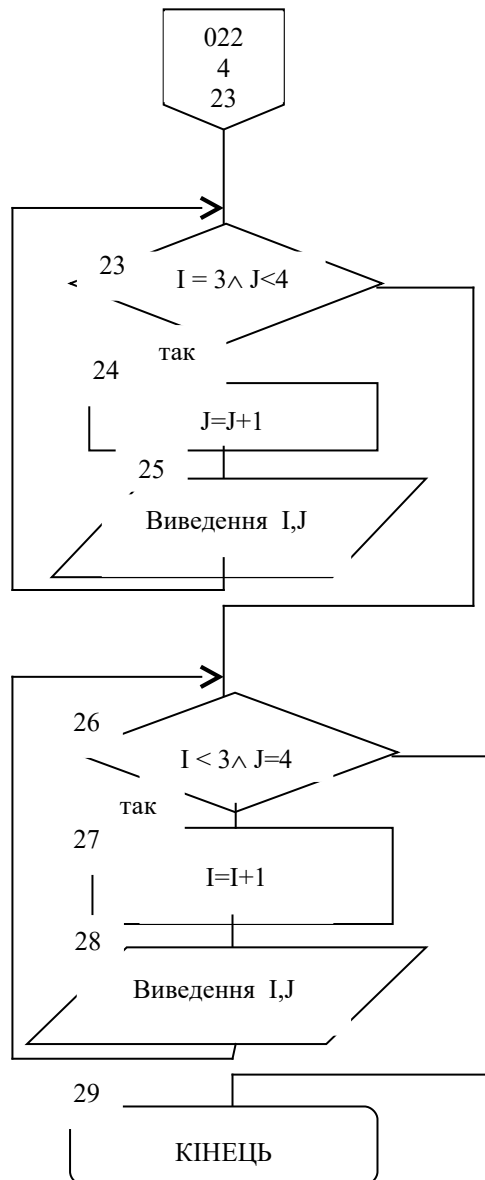 022
4
23
23
I = 3∧ J<4
так
24
J=J+1
25
Виведення I,J
26
I < 3∧ J=4
так
27
I=I+1
28
Виведення I,J
29
КІНЕЦЬ